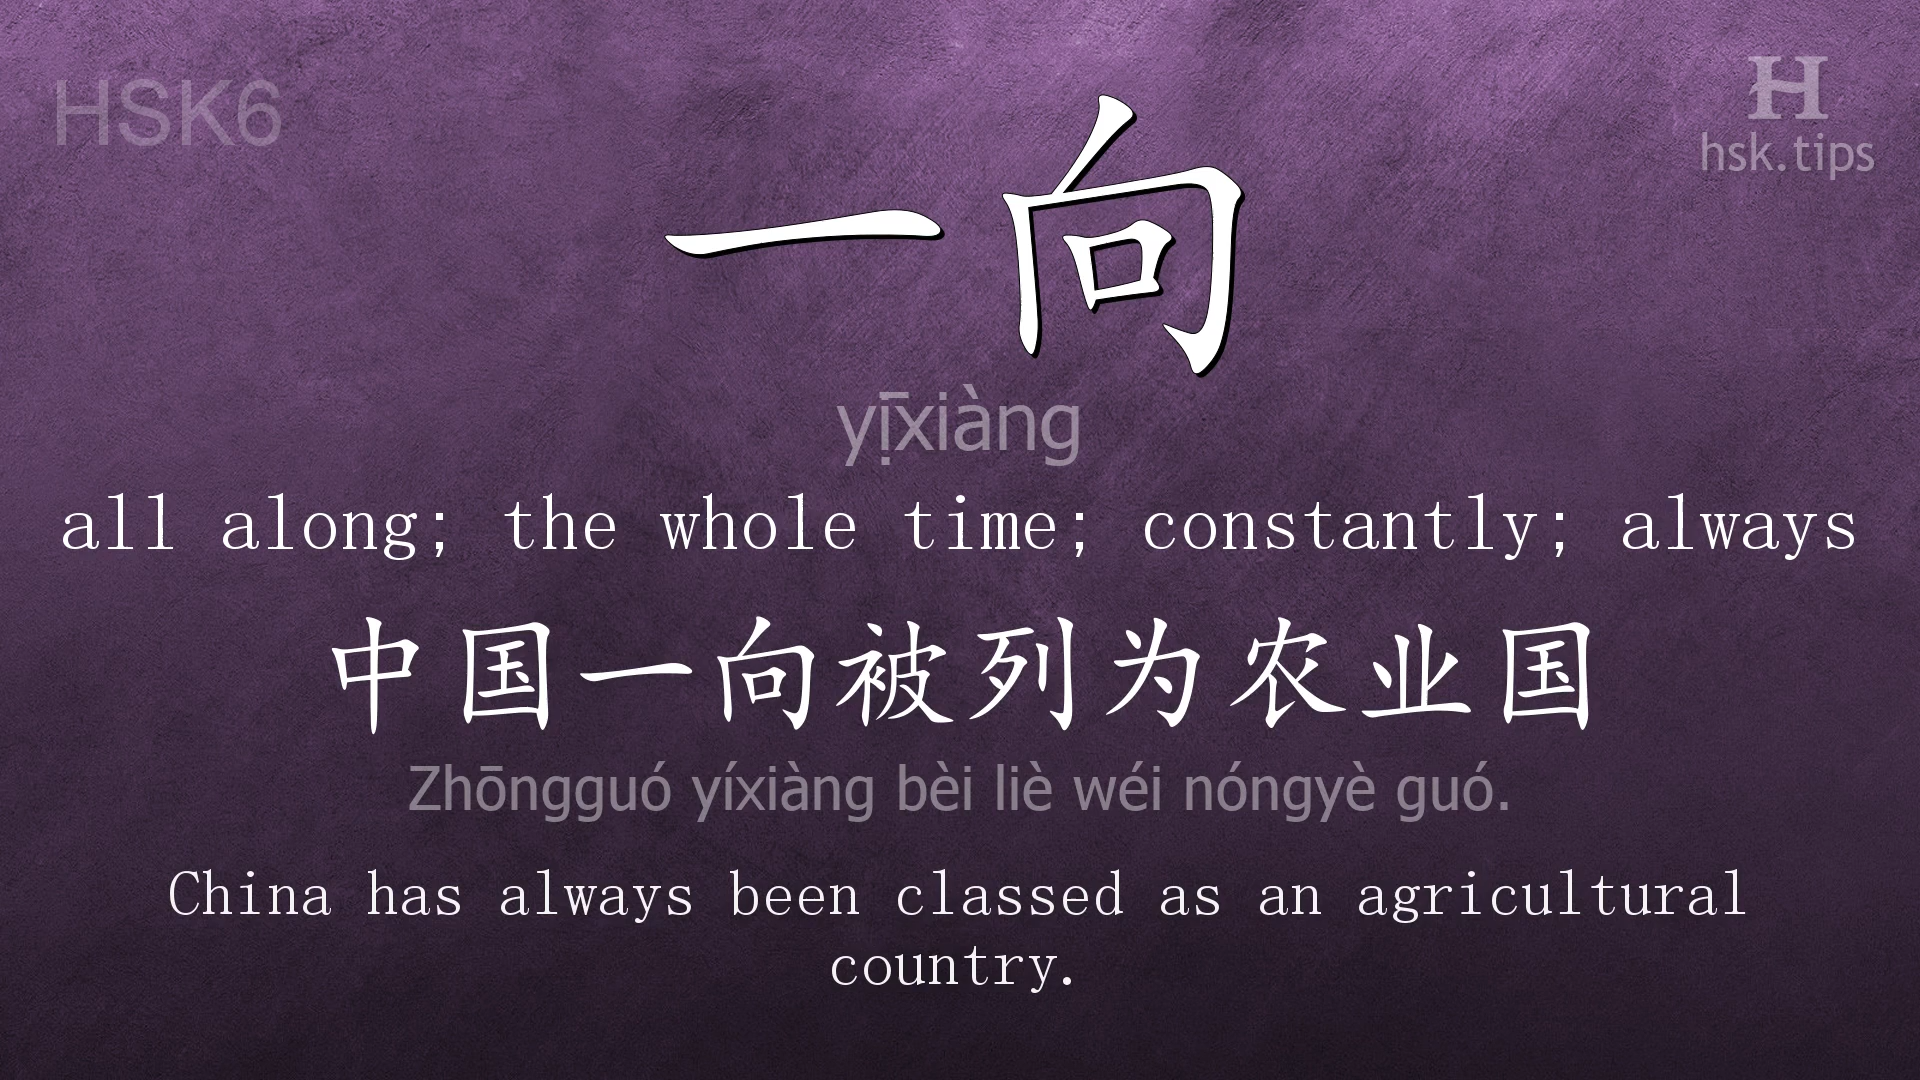 HSK6
H
hsk.tips
一向
yị̄xiàng
all along; the whole time; constantly; always
中国一向被列为农业国
Zhōngguó yíxiàng bèi liè wéi nóngyè guó.
China has always been classed as an agricultural
country.